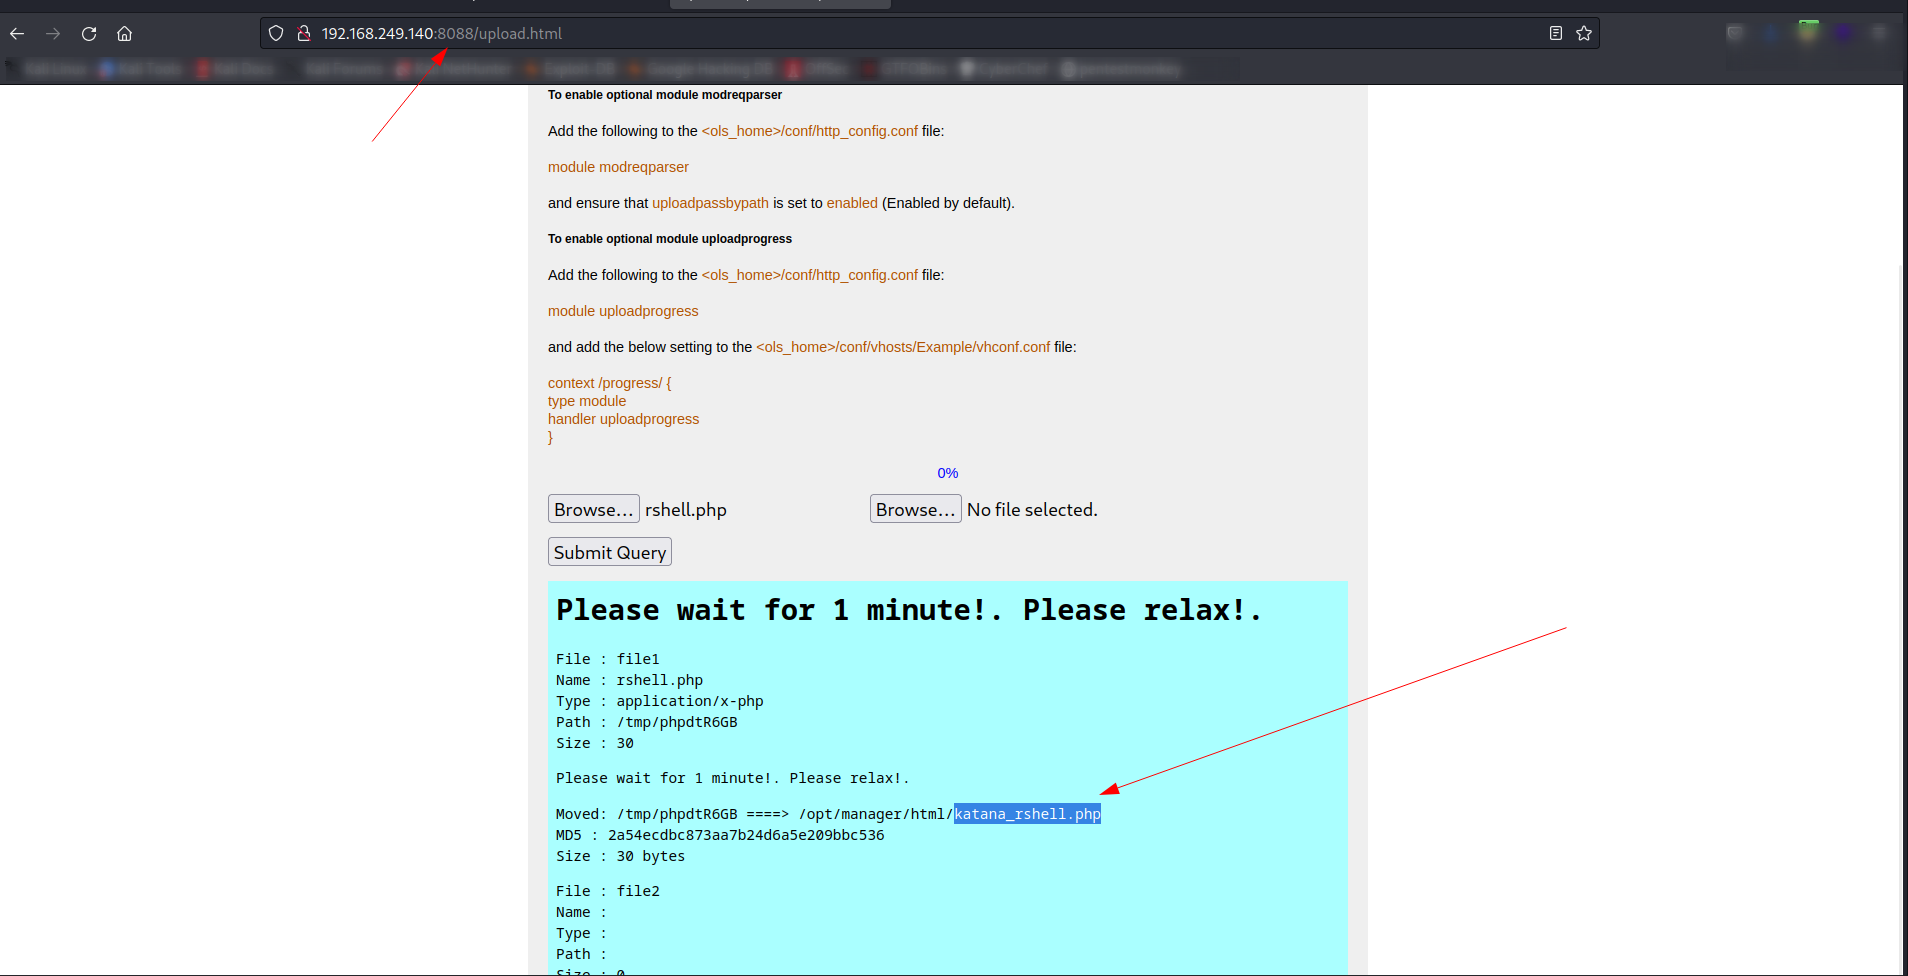 192.168.249.140:8088/upload.html
To enable optional module modreqparser
Add the following to the <ols_home>/conf/http_config.conf file:
module modreqparser
and ensure that uploadpassbypath is set to enabled (Enabled by default).
To enable optional module uploadprogress
Add the following to the <ols_home>/conf/http_config.conf file:
module uploadprogress
and add the below setting to the <ols_home>/conf/vhosts/Example/vhconf.conf file:
context /progress/ {
type module
handler uploadprogress
}
0%
Browse... rshell.php Browse... No file selected.
Submit Query
Please wait for 1 minute!. Please relax!.
File : file1
Name : rshell.php
Type : application/x-php
Path : /tmp/phpdtR6GB
Size : 30
Please wait for 1 minute!. Please relax!.
Moved: /tmp/phpdtR6GB ====> /opt/manager/html/katana_rshell.php
MD5 : 2a54ecdbc873aa7b24d6a5e209bbc536
Size : 30 bytes
File : file2
Name :
Type :
Path :
Size : 0